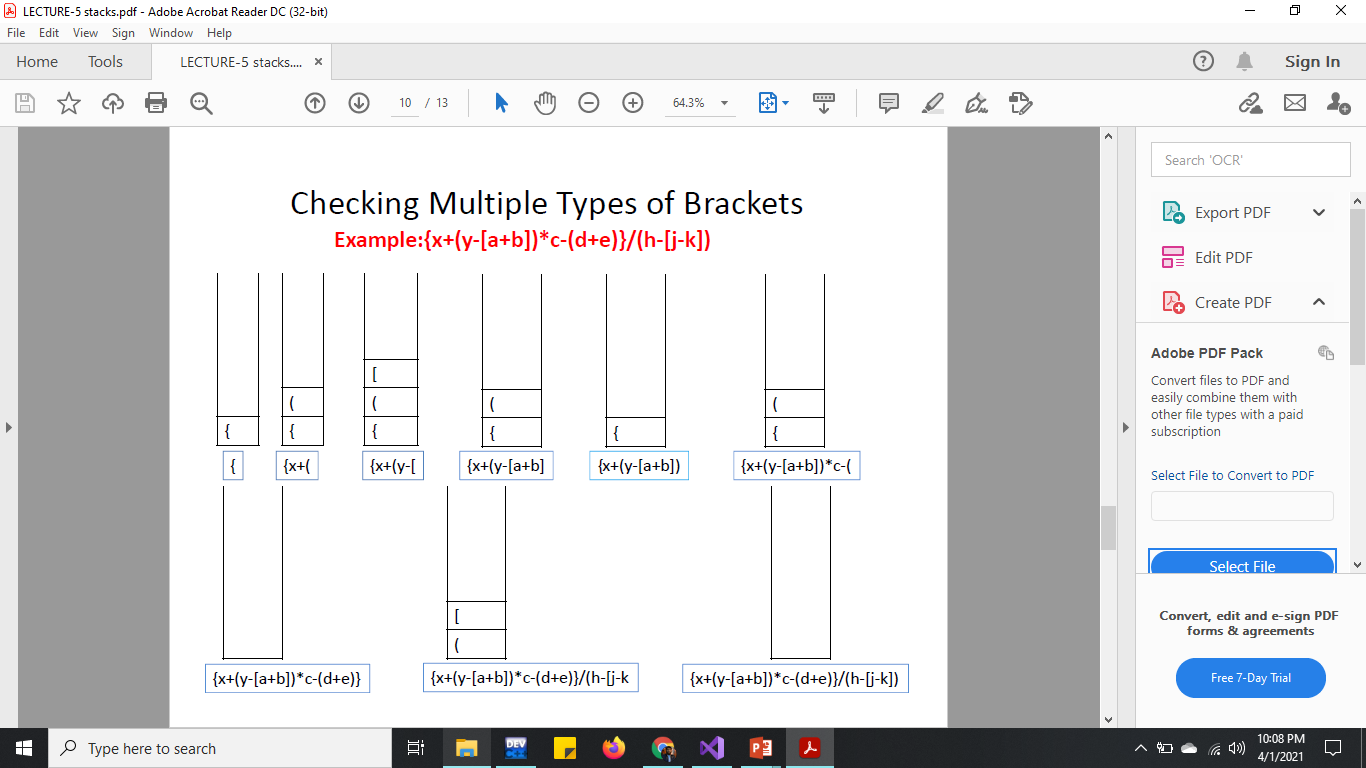 LECTURE-5 stacks.pdf - Adobe Acrobat Reader DC (32-bit)
File Edit View Sign Window Help
Home Tools LECTURE-5 stacks.... × Sign In
10 / 13 64.3%
Checking Multiple Types of Brackets
Example:{x+(y-[a+b])*c-(d+e)}/(h-[j-k])
[
( ( ( (
{ { { { { {
{ {x+( {x+(y-[ {x+(y-[a+b] {x+(y-[a+b]) {x+(y-[a+b])*c-(
[
(
{x+(y-[a+b])*c-(d+e)} {x+(y-[a+b])*c-(d+e)}/(h-[j-k {x+(y-[a+b])*c-(d+e)}/(h-[j-k])
Search 'OCR'
Export PDF
Edit PDF
Create PDF
Adobe PDF Pack
Convert files to PDF and
easily combine them with
other file types with a paid
subscription
Select File to Convert to PDF
Select File
Convert, edit and e-sign PDF
forms & agreements
Free 7-Day Trial
Type here to search
DEV
10:08 PM
4/1/2021